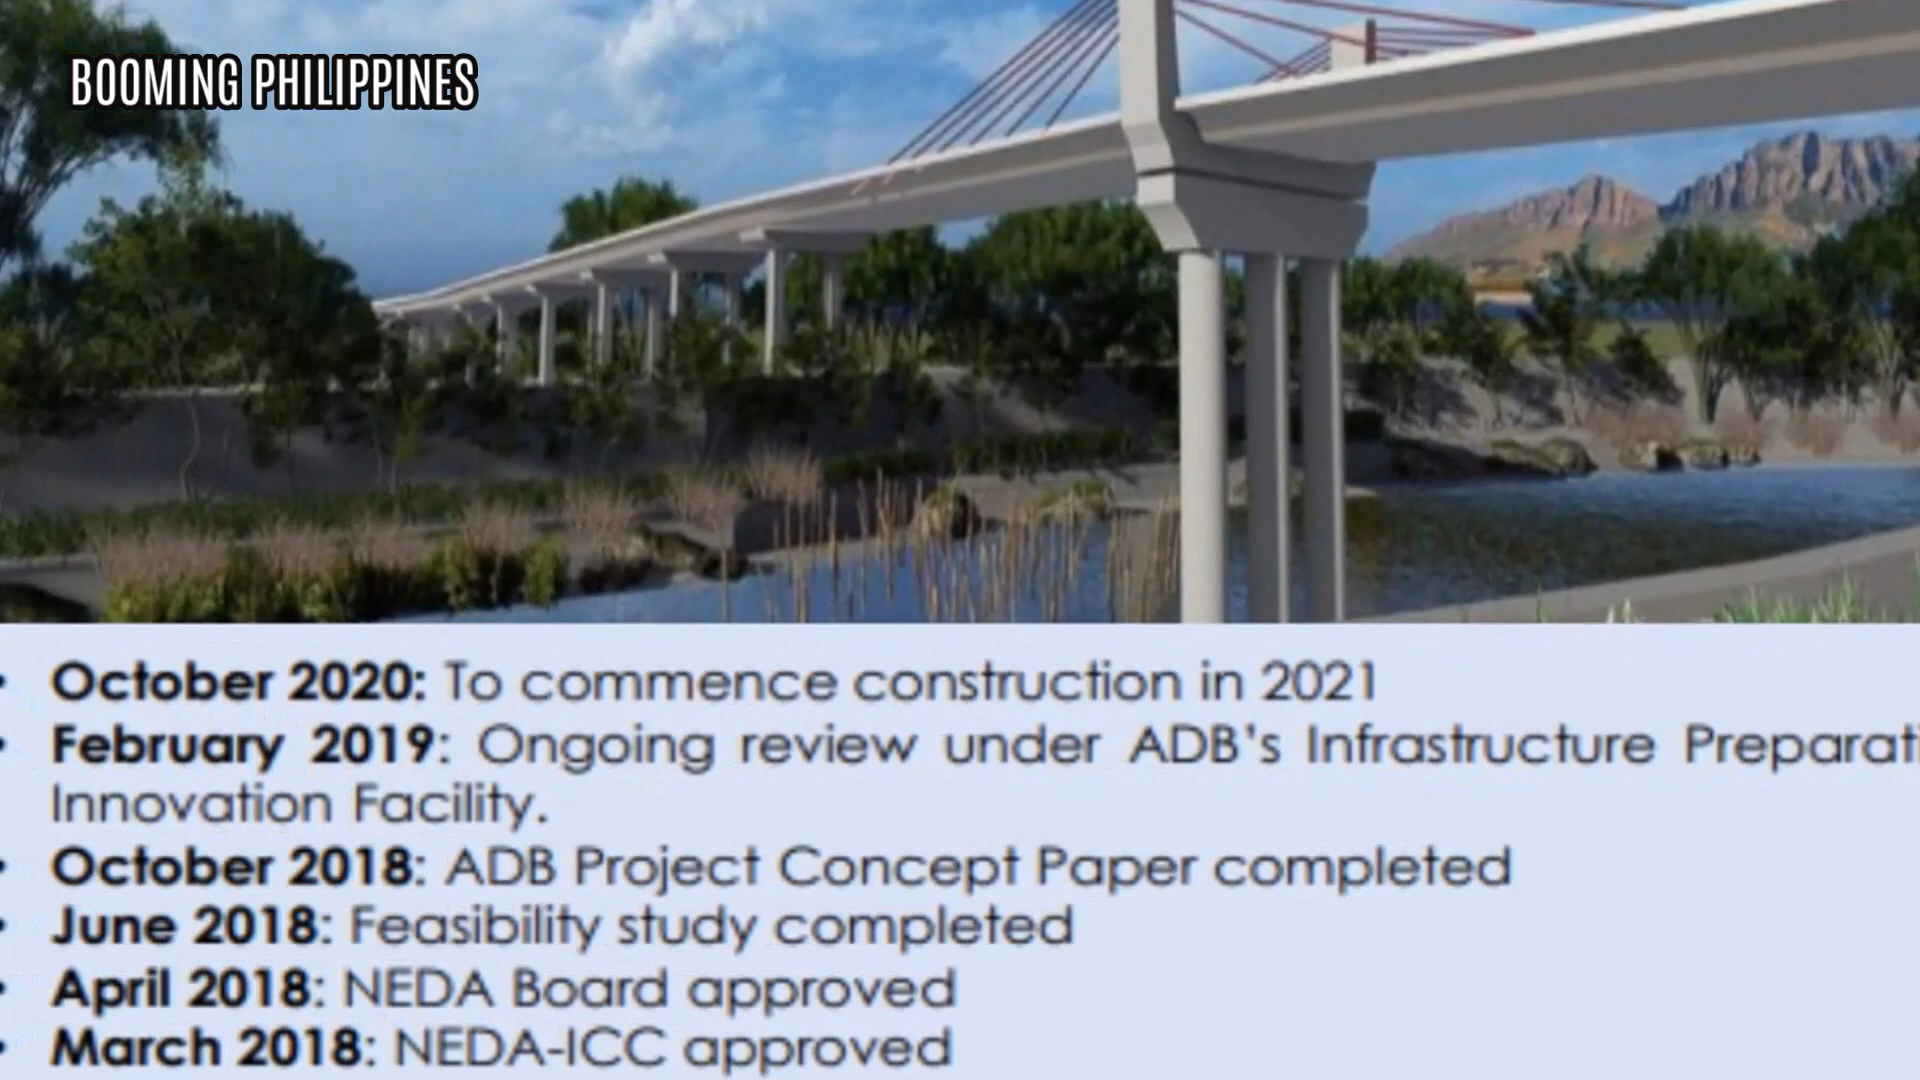 BOOMING PHILIPPINES
• October 2020: To commence construction in 2021
• February 2019: Ongoing review under ADB's Infrastructure Preparati
Innovation Facility.
• October 2018: ADB Project Concept Paper completed
• June 2018: Feasibility study completed
• April 2018: NEDA Board approved
• March 2018: NEDA-ICC approved